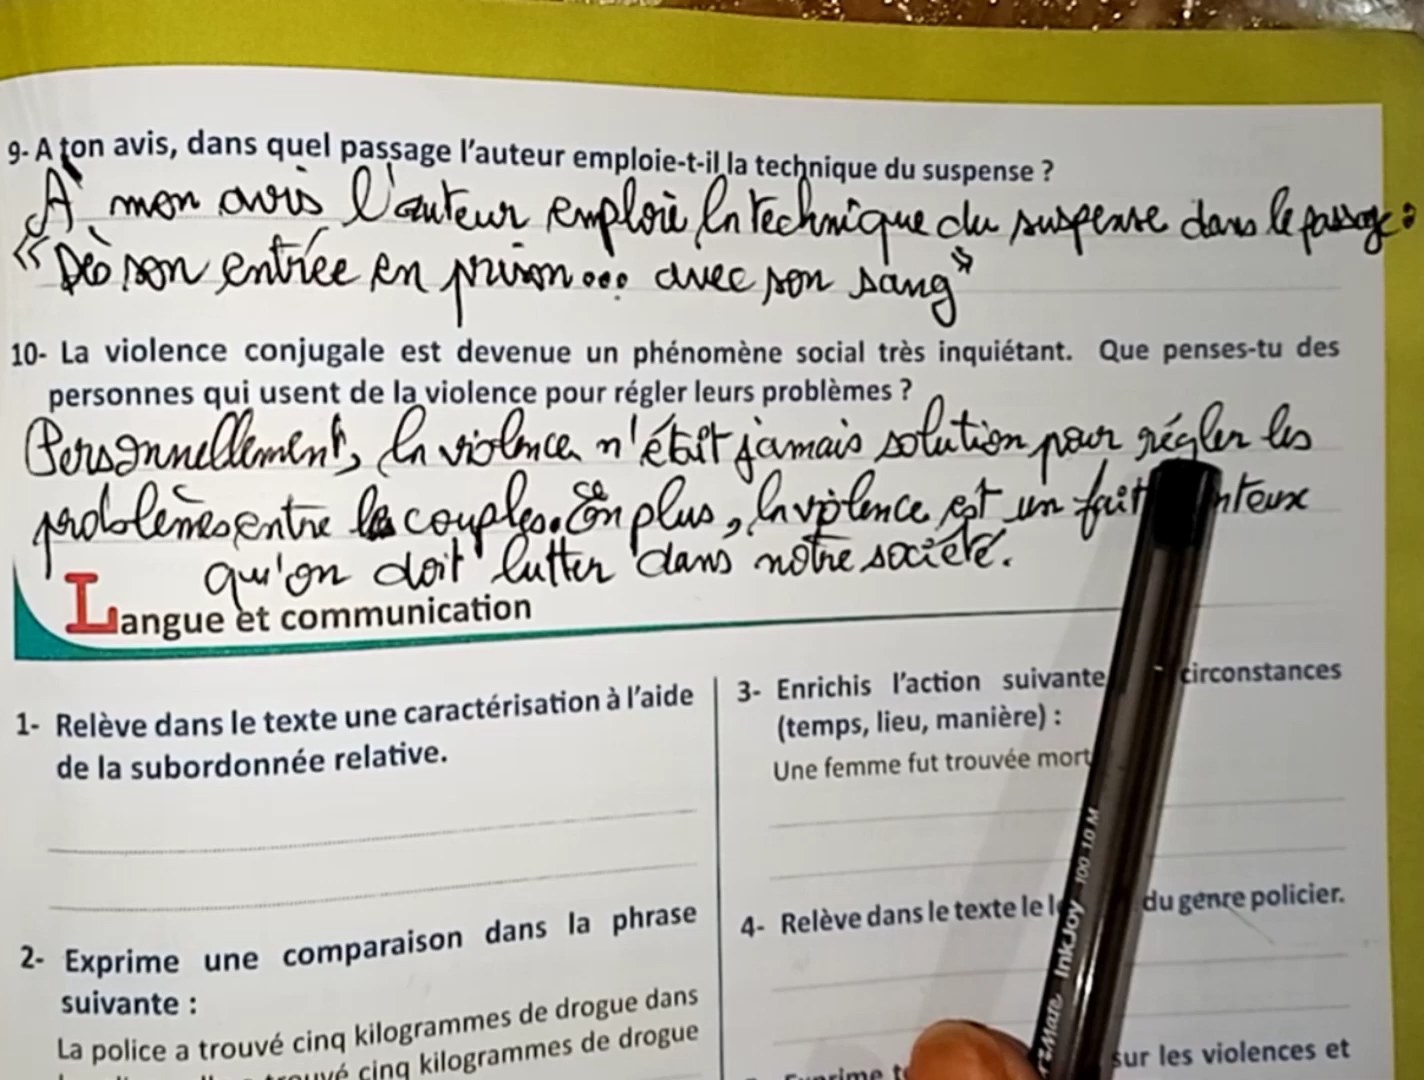 9- A ton avis, dans quel passage l'auteur emploie-t-il la technique du suspense ?
A mon avis l'auteur emploie la technique du suspense dans le passage :
« Dès son entrée en prison... avec son sang »
10- La violence conjugale est devenue un phénomène social très inquiétant. Que penses-tu des
personnes qui usent de la violence pour régler leurs problèmes ?
Personnellement, la violence n'était jamais solution pour régler les
problèmes entre les couples. En plus, la violence est un fait
qu'on doit lutter dans notre société.
Langue et communication
1- Relève dans le texte une caractérisation à l'aide
de la subordonnée relative.
2- Exprime une comparaison dans la phrase
suivante :
La police a trouvé cinq kilogrammes de drogue dans
trouvé cinq kilogrammes de drogue
3- Enrichis l'action suivante circonstances
(temps, lieu, manière) :
Une femme fut trouvée
4- Relève dans le texte le du genre policier.
sur les violences et
InkJoy 100 1.0 M